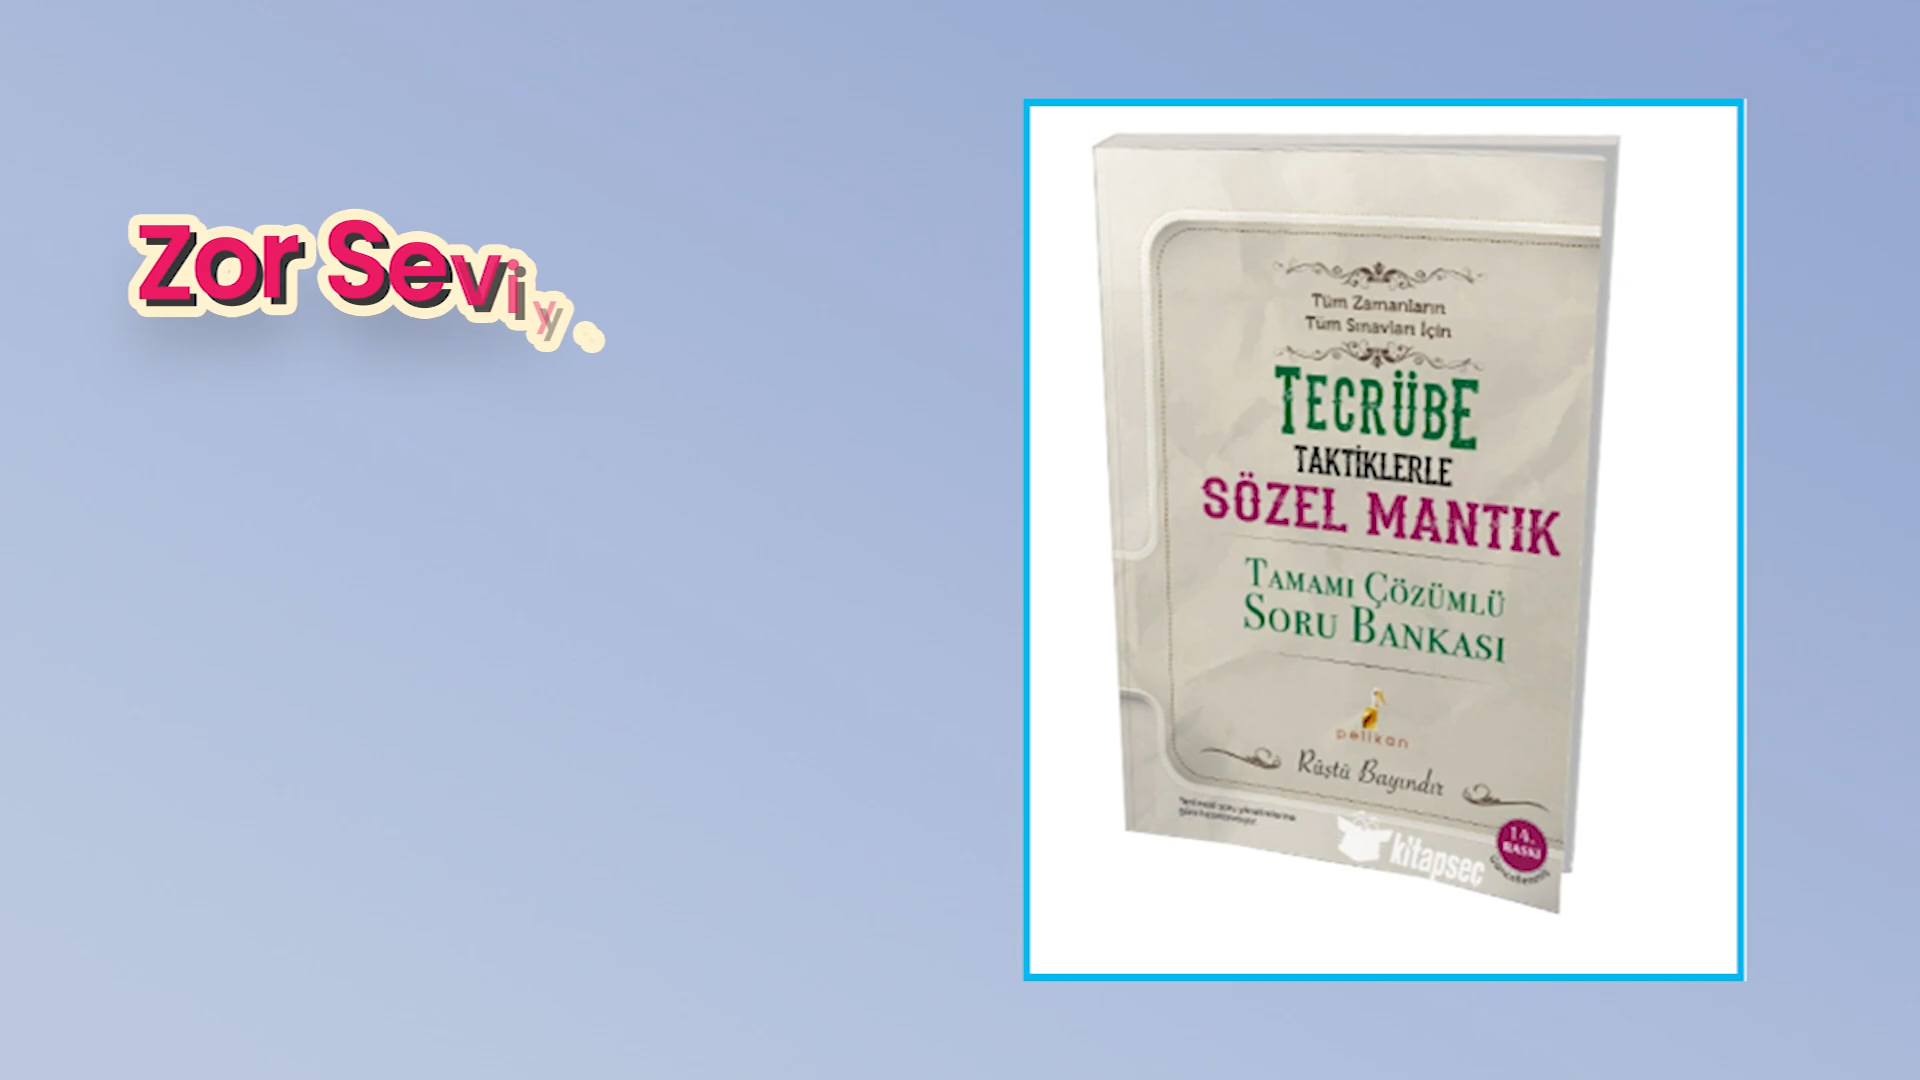 Zor Seviy
Tüm Zamanların
Tüm Sınavları İçin
TECRÜBE
TAKTİKLERLE
SÖZEL MANTIK
TAMAMI ÇÖZÜMLÜ
SORU BANKASI
pelikan
Rüştü Bayındır
14.
BASKI
kitapseç